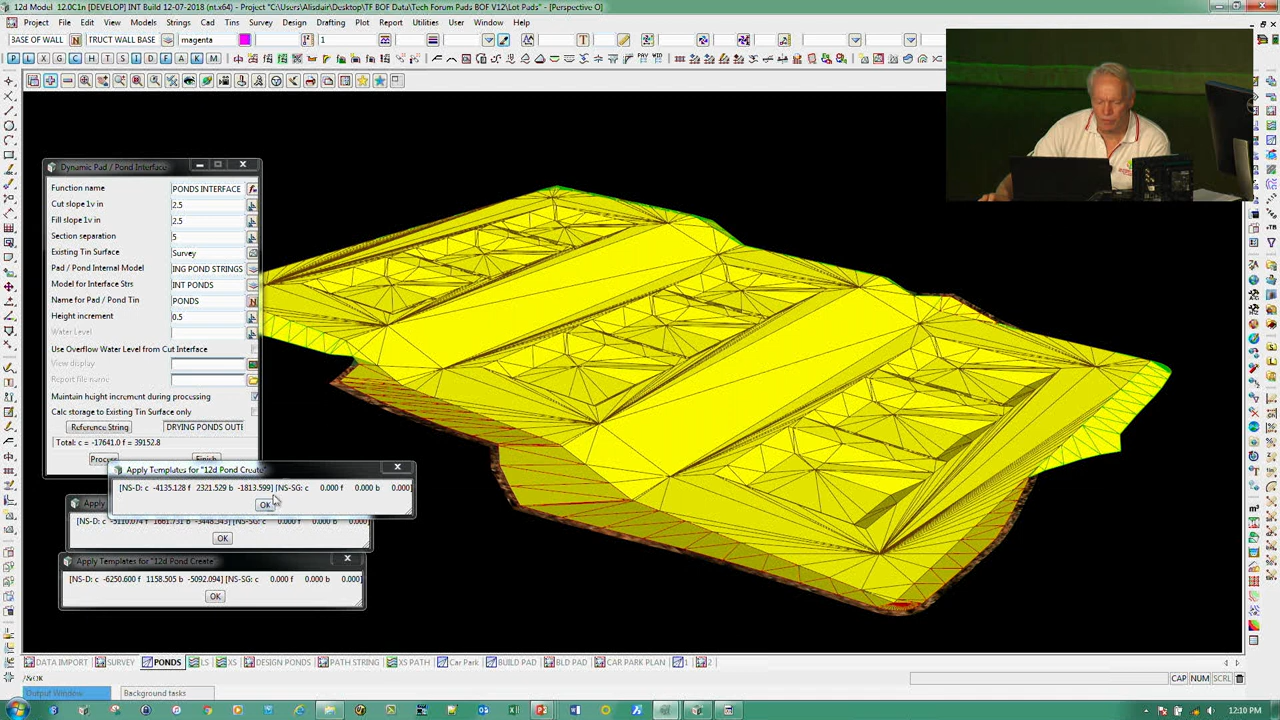 12d Model 12.0C1n [DEVELOP] INT Build 12-07-2018 (nt.x64) Project "C:\Users\Alisdair\Desktop\TF BOF Data\Tech Forum Pads BOF V12\Lot Pads" - [Perspective O]
Project File Edit View Models Strings Cad Tins Survey Design Drafting Plot Reports Utilities User Window Help
BASE OF WALL TRUCT WALL BASE magenta 1
Dynamic Pad / Pond Interface
Function name PONDS INTERFACE
Cut slope 1v in 2.5
Fill slope 1v in 2.5
Section separation 5
Existing Tin Surface Survey
Pad / Pond Internal Model ING POND STRINGS
Model for Interface Strs INT PONDS
Name for Pad / Pond Tin PONDS
Height increment 0.5
Water Level
Use Overflow Water Level from Cut Interface
View display
Report file name
Maintain height increment during processing
Calc storage to Existing Tin Surface only
Reference String DRYING PONDS OUTI
Total: c = -17641.0 f = 39152.8
Process Finish
Apply Templates for "12d Pond Create"
[NS-D: c -4135.128 f 2321.529 b -1813.599] [NS-SG: c 0.000 f 0.000 b 0.000]
OK
Apply
-5110.074 f 1661.731 b -3448.343] [NS-SG: c 0.000 f 0.000 b 0.000]
OK
Apply Templates for "12d Pond Create"
[NS-D: c -6250.600 f 1158.505 b -5092.094] [NS-SG: c 0.000 f 0.000 b 0.000]
OK
DATA IMPORT SURVEY PONDS LS XS DESIGN PONDS PATH STRING XS PATH Car Park BUILD PAD BLD PAD CAR PARK PLAN 1 2
CAP NUM SCRL
Output Window Background tasks
12:10 PM